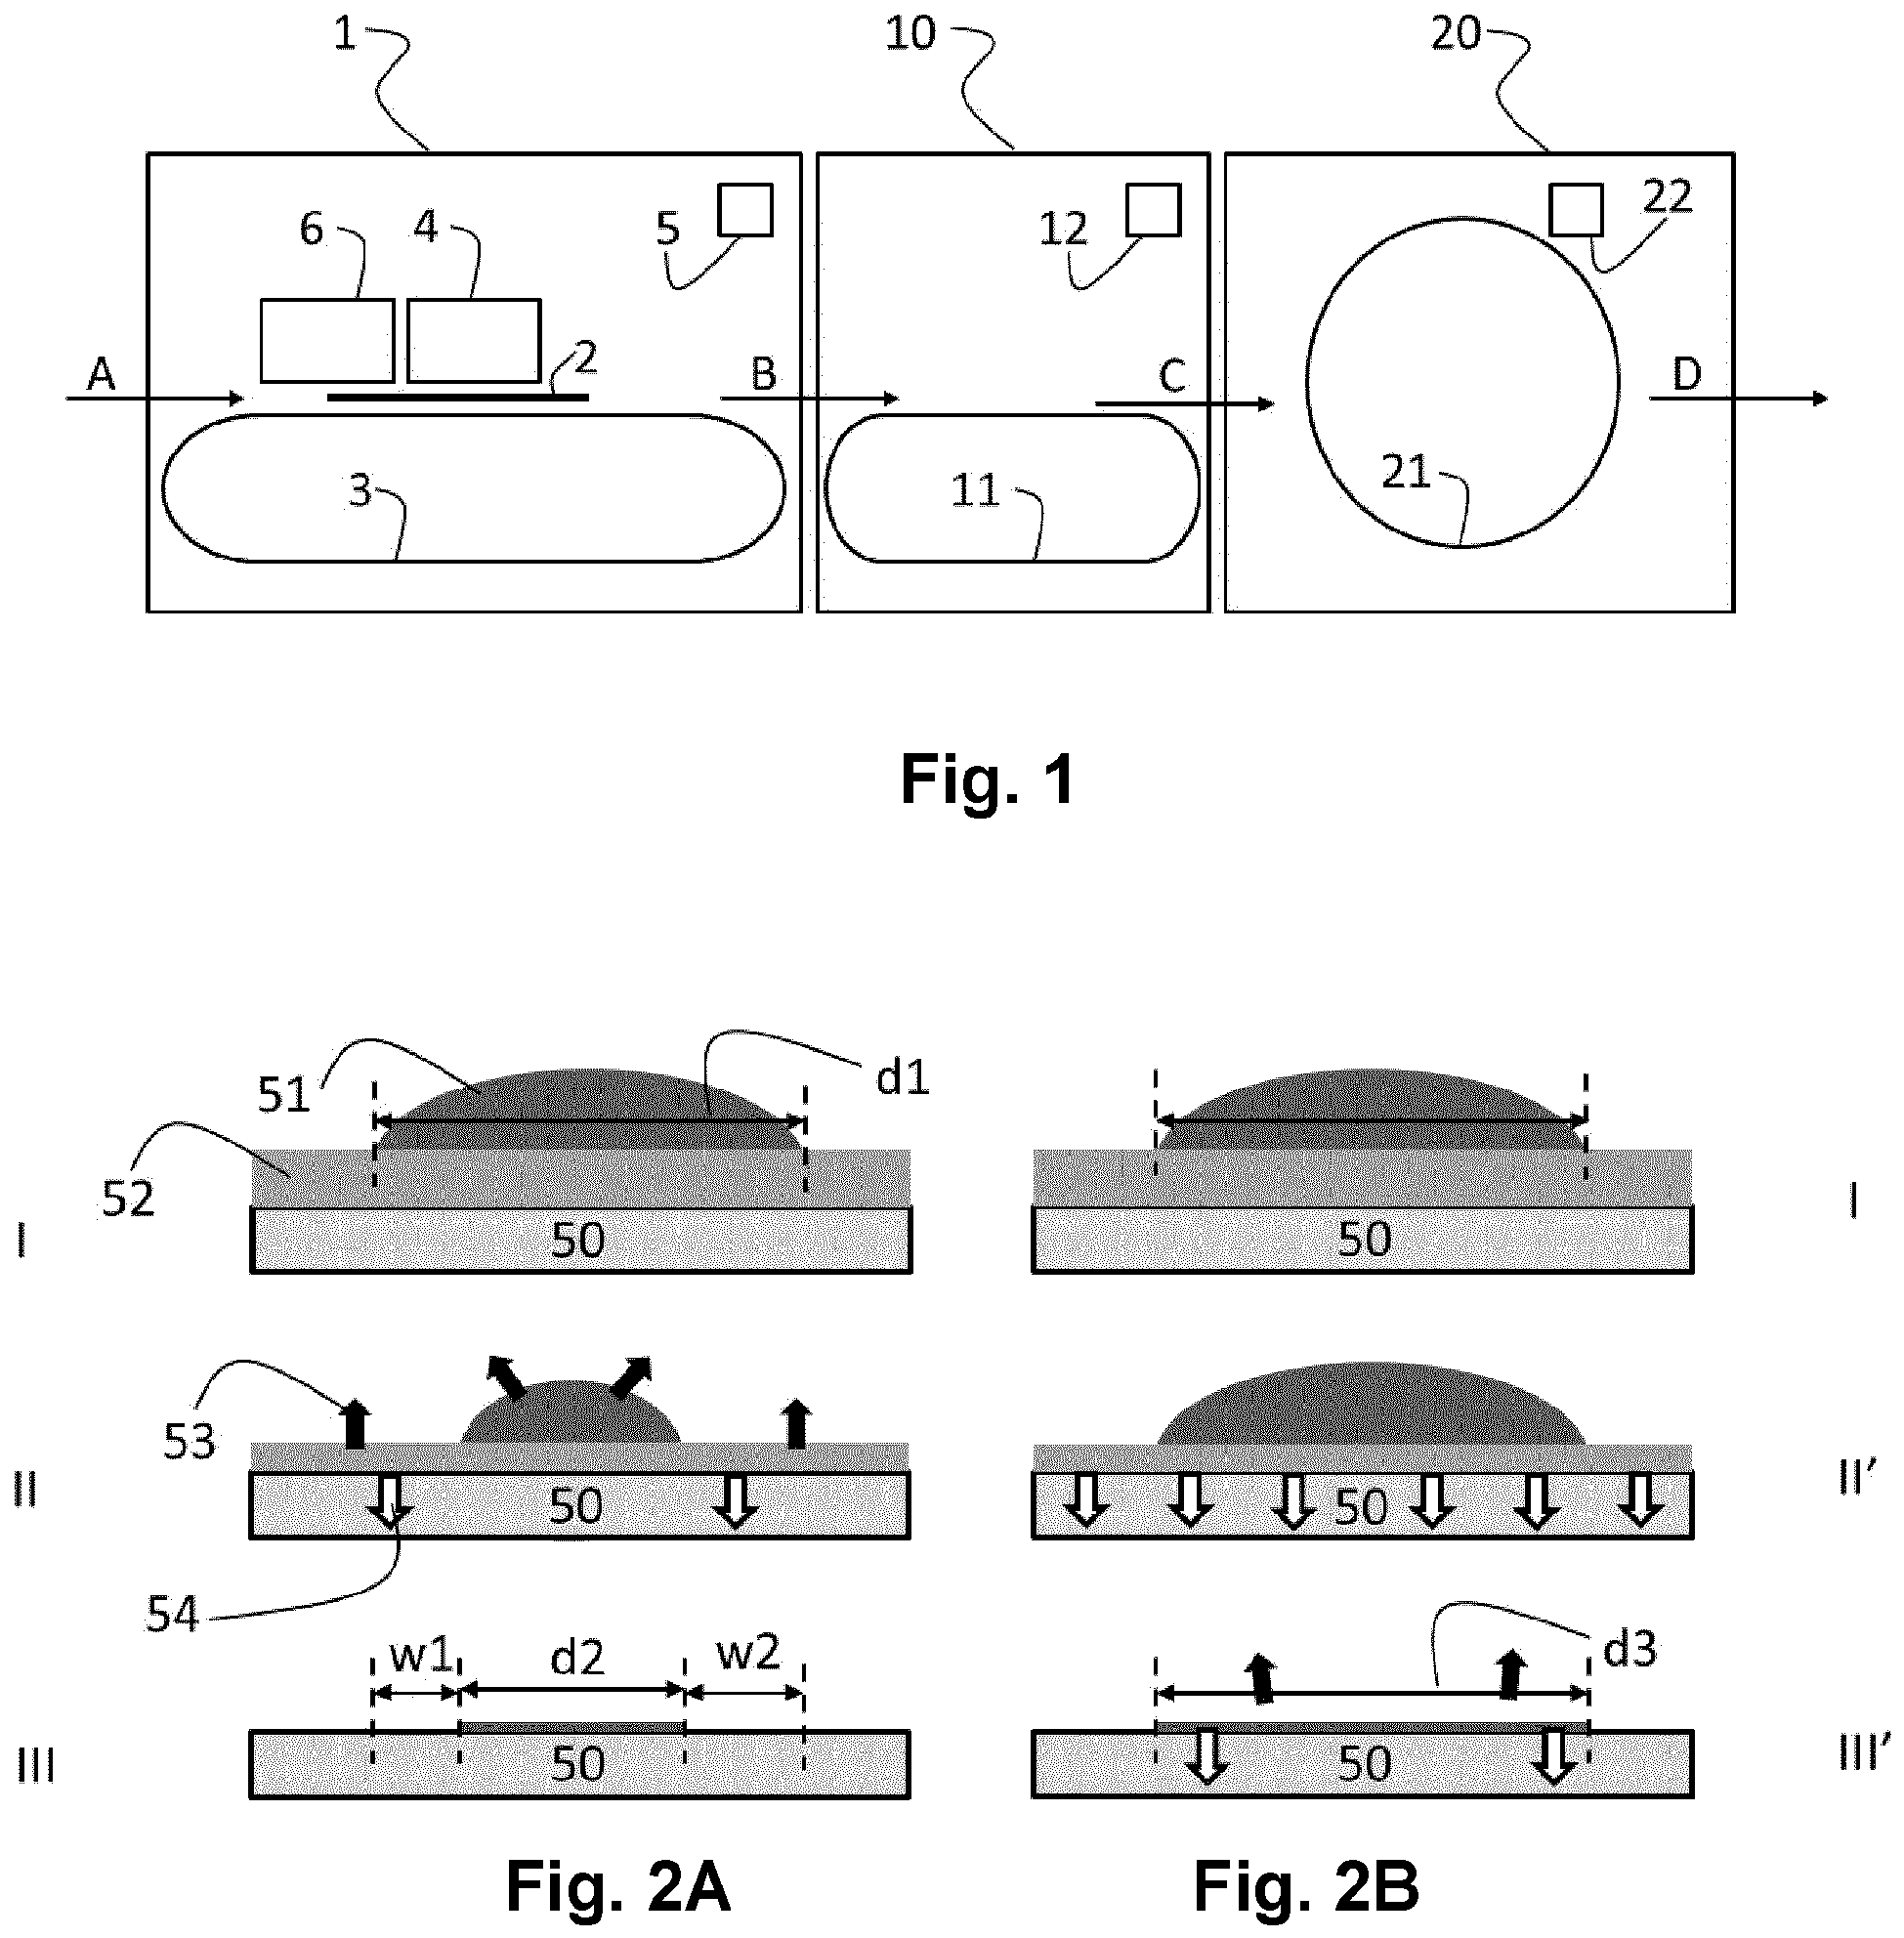 1 10 20
6 4 5 12 22
A 2 B C D
3 11 21
Fig. 1
51 d1
52
I 50 50 I
53
II 50 50 II′
54
w1 d2 w2 d3
III 50 50 III′
Fig. 2A Fig. 2B